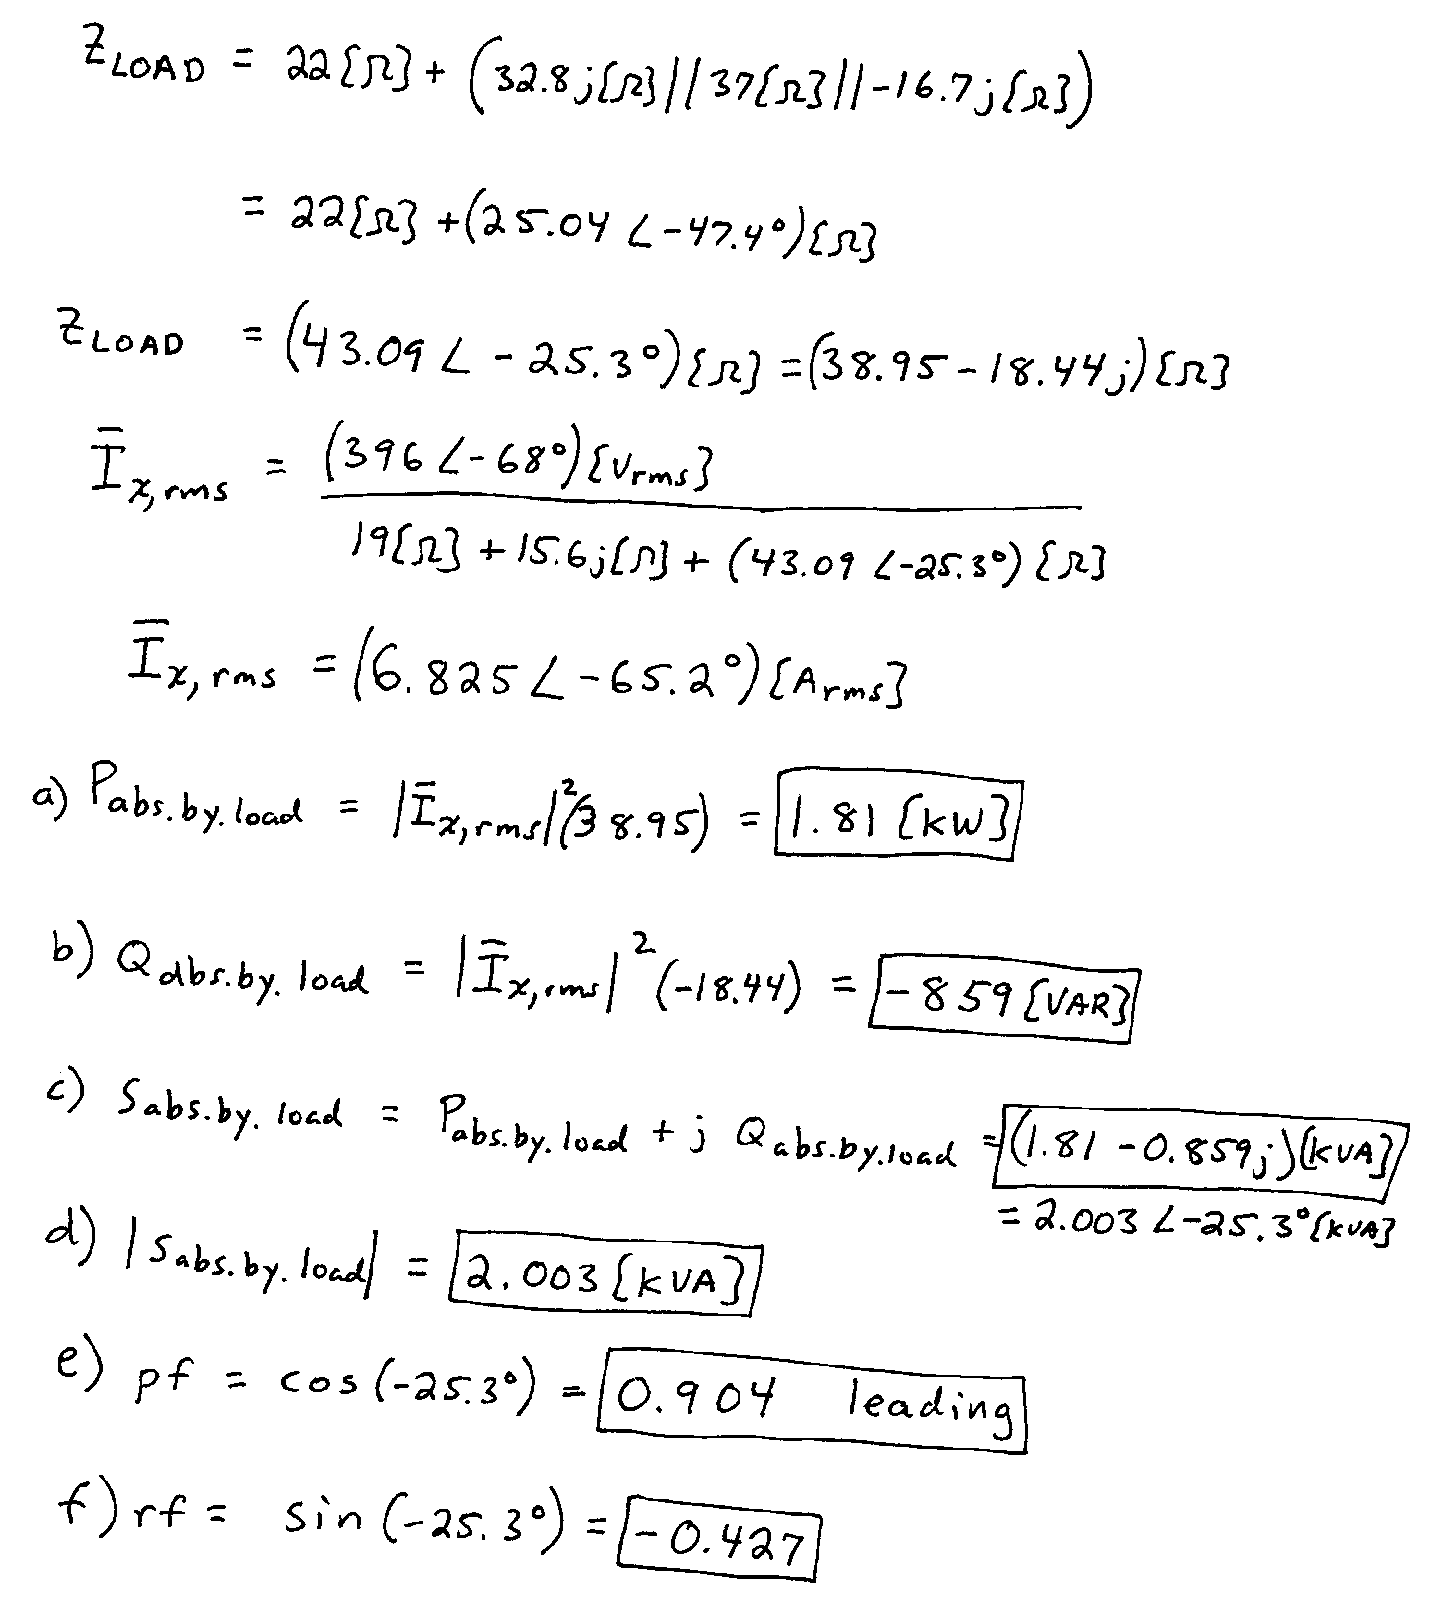 Z_LOAD = 22[Ω] + (32.8j[Ω] || 37[Ω] || -16.7j[Ω])
= 22[Ω] + (25.04 ∠-47.4°)[Ω]
Z_LOAD = (43.09 ∠ -25.3°)[Ω] = (38.95 - 18.44j)[Ω]
Ī_x,rms = (396 ∠-68°)[Vrms]
19[Ω] + 15.6j[Ω] + (43.09 ∠-25.3°)[Ω]
Ī_x,rms = (6.825 ∠ -65.2°)[Arms]
a) P_abs.by.load = |Ī_x,rms|²(38.95) = 1.81 [kW]
b) Q_abs.by.load = |Ī_x,rms|²(-18.44) = -859 [VAR]
c) S_abs.by.load = P_abs.by.load + j Q_abs.by.load = (1.81 - 0.859j)[kVA]
= 2.003 ∠-25.3° [kVA]
d) |S_abs.by.load| = 2.003 [kVA]
e) pf = cos(-25.3°) = 0.904 leading
f) rf = sin(-25.3°) = -0.427